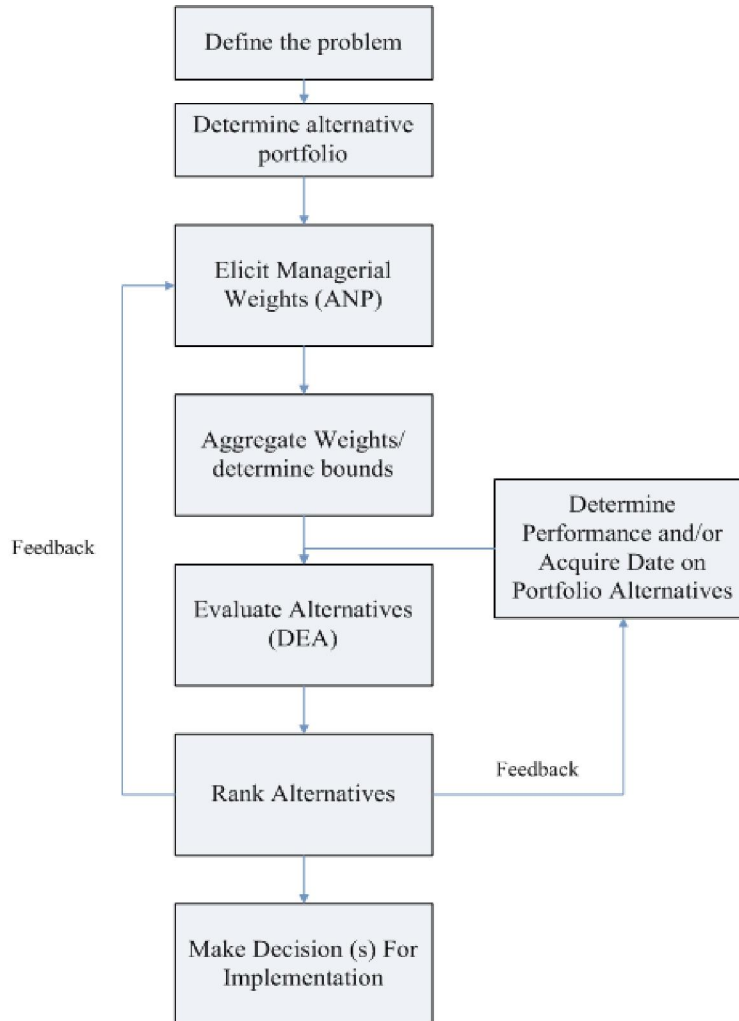 Define the problem
Determine alternative
portfolio
Elicit Managerial
Weights (ANP)
Aggregate Weights/
determine bounds
Determine
Performance and/or
Acquire Date on
Portfolio Alternatives
Feedback
Evaluate Alternatives
(DEA)
Rank Alternatives
Feedback
Make Decision (s) For
Implementation